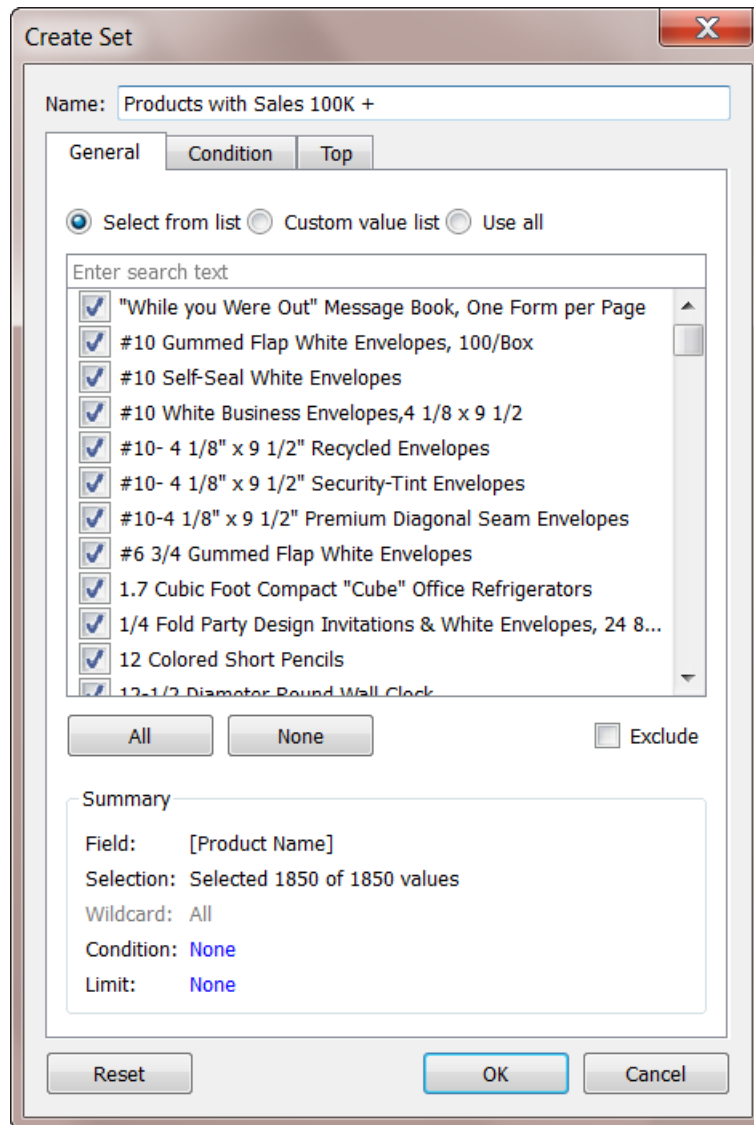 Create Set
Name: Products with Sales 100K +
General Condition Top
Select from list Custom value list Use all
Enter search text
"While you Were Out" Message Book, One Form per Page
#10 Gummed Flap White Envelopes, 100/Box
#10 Self-Seal White Envelopes
#10 White Business Envelopes,4 1/8 x 9 1/2
#10- 4 1/8" x 9 1/2" Recycled Envelopes
#10- 4 1/8" x 9 1/2" Security-Tint Envelopes
#10-4 1/8" x 9 1/2" Premium Diagonal Seam Envelopes
#6 3/4 Gummed Flap White Envelopes
1.7 Cubic Foot Compact "Cube" Office Refrigerators
1/4 Fold Party Design Invitations & White Envelopes, 24 8...
12 Colored Short Pencils
12-1/2 Diameter Round Wall Clock
All None Exclude
Summary
Field: [Product Name]
Selection: Selected 1850 of 1850 values
Wildcard: All
Condition: None
Limit: None
Reset OK Cancel